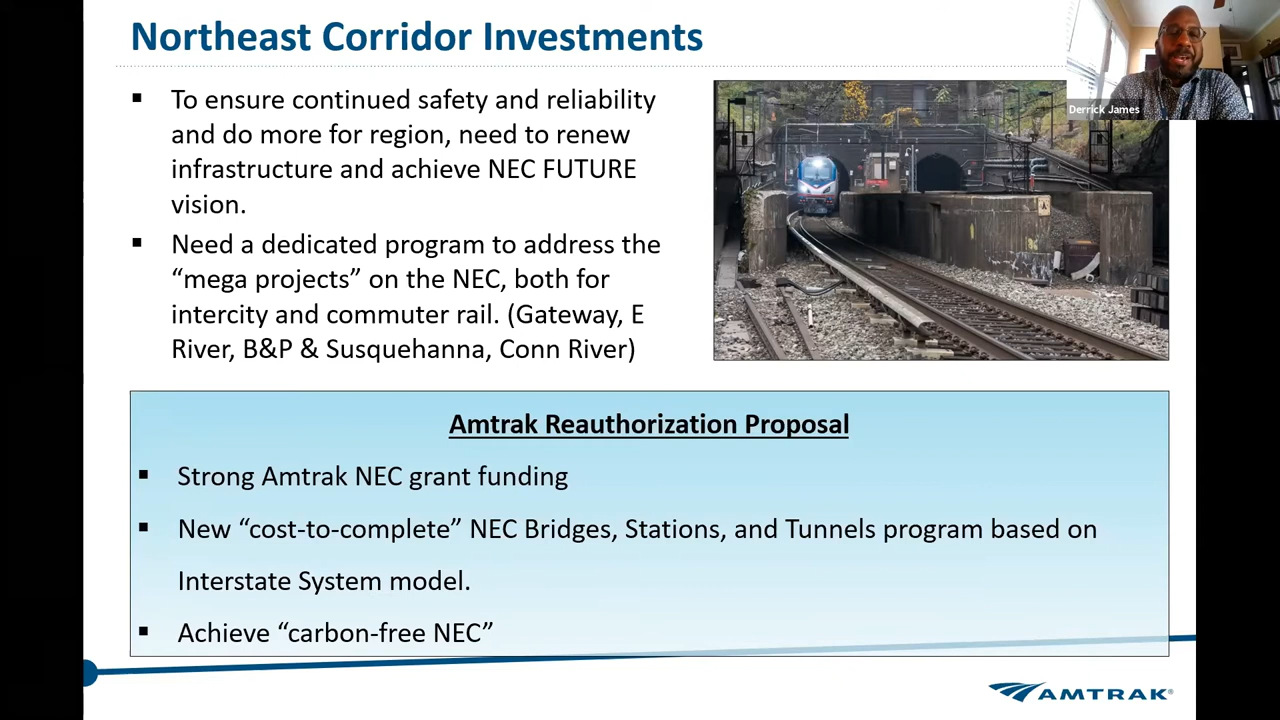 Northeast Corridor Investments
▪ To ensure continued safety and reliability
and do more for region, need to renew
infrastructure and achieve NEC FUTURE
vision.
▪ Need a dedicated program to address the
“mega projects” on the NEC, both for
intercity and commuter rail. (Gateway, E
River, B&P & Susquehanna, Conn River)
Derrick James
Amtrak Reauthorization Proposal
▪ Strong Amtrak NEC grant funding
▪ New “cost-to-complete” NEC Bridges, Stations, and Tunnels program based on
Interstate System model.
▪ Achieve “carbon-free NEC”
AMTRAK®